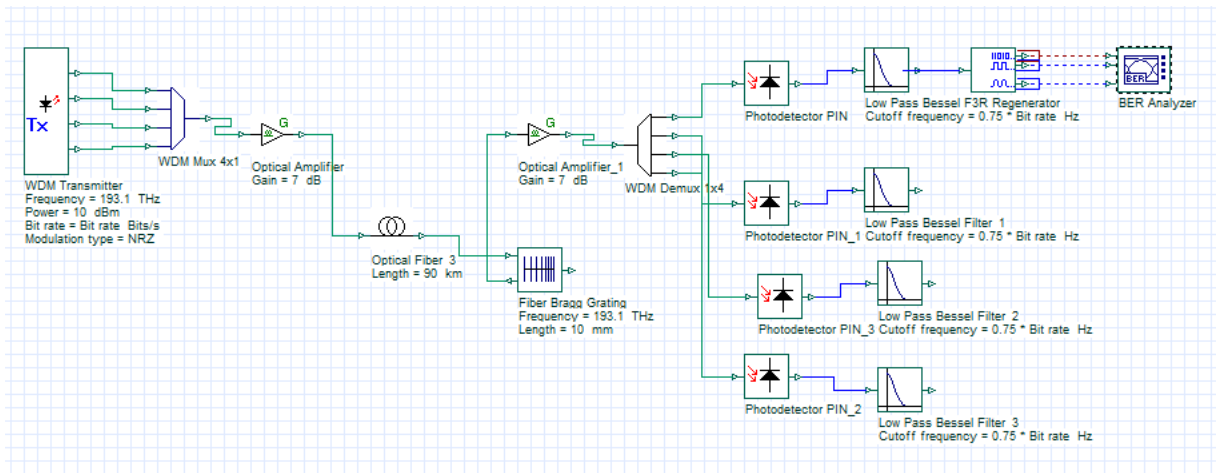 Tx
WDM Transmitter
Frequency = 193.1 THz
Power = 10 dBm
Bit rate = Bit rate Bits/s
Modulation type = NRZ
WDM Mux 4x1
G
Optical Amplifier
Gain = 7 dB
Optical Fiber 3
Length = 90 km
Fiber Bragg Grating
Frequency = 193.1 THz
Length = 10 mm
G
Optical Amplifier_1
Gain = 7 dB
WDM Demux 1x4
Photodetector PIN
Low Pass Bessel F3R Regenerator
Cutoff frequency = 0.75 * Bit rate Hz
BER
BER Analyzer
Photodetector PIN_1
Low Pass Bessel Filter 1
Cutoff frequency = 0.75 * Bit rate Hz
Photodetector PIN_3
Low Pass Bessel Filter 2
Cutoff frequency = 0.75 * Bit rate Hz
Photodetector PIN_2
Low Pass Bessel Filter 3
Cutoff frequency = 0.75 * Bit rate Hz